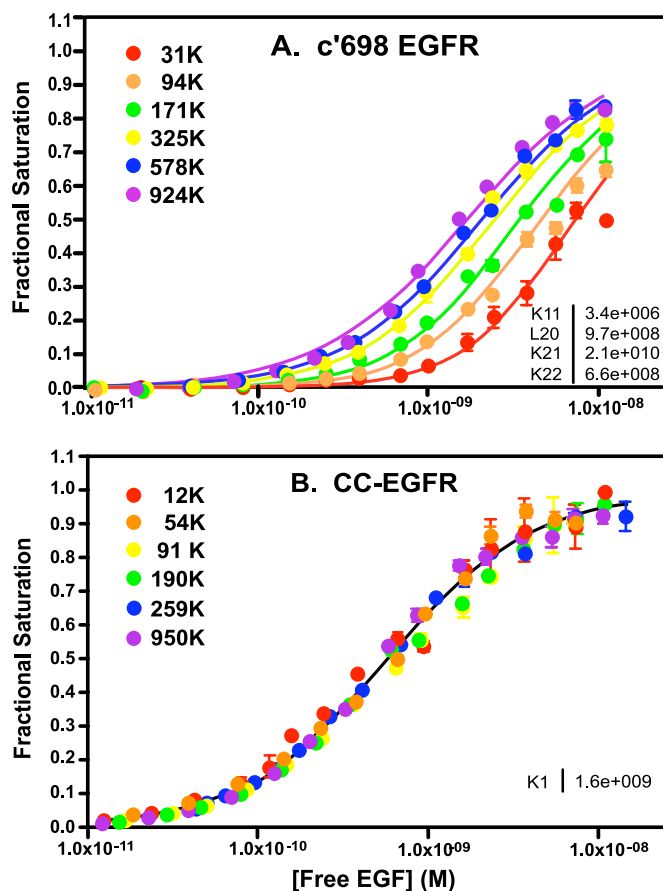 A. c'698 EGFR
Fractional Saturation
1.1
1.0
0.9
0.8
0.7
0.6
0.5
0.4
0.3
0.2
0.1
0.0
31K
94K
171K
325K
578K
924K
K11 3.4e+006
L20 9.7e+008
K21 2.1e+010
K22 6.6e+008
1.0x10-11 1.0x10-10 1.0x10-09 1.0x10-08
B. CC-EGFR
Fractional Saturation
1.1
1.0
0.9
0.8
0.7
0.6
0.5
0.4
0.3
0.2
0.1
0.0
12K
54K
91 K
190K
259K
950K
K1 1.6e+009
1.0x10-11 1.0x10-10 1.0x10-09 1.0x10-08
[Free EGF] (M)